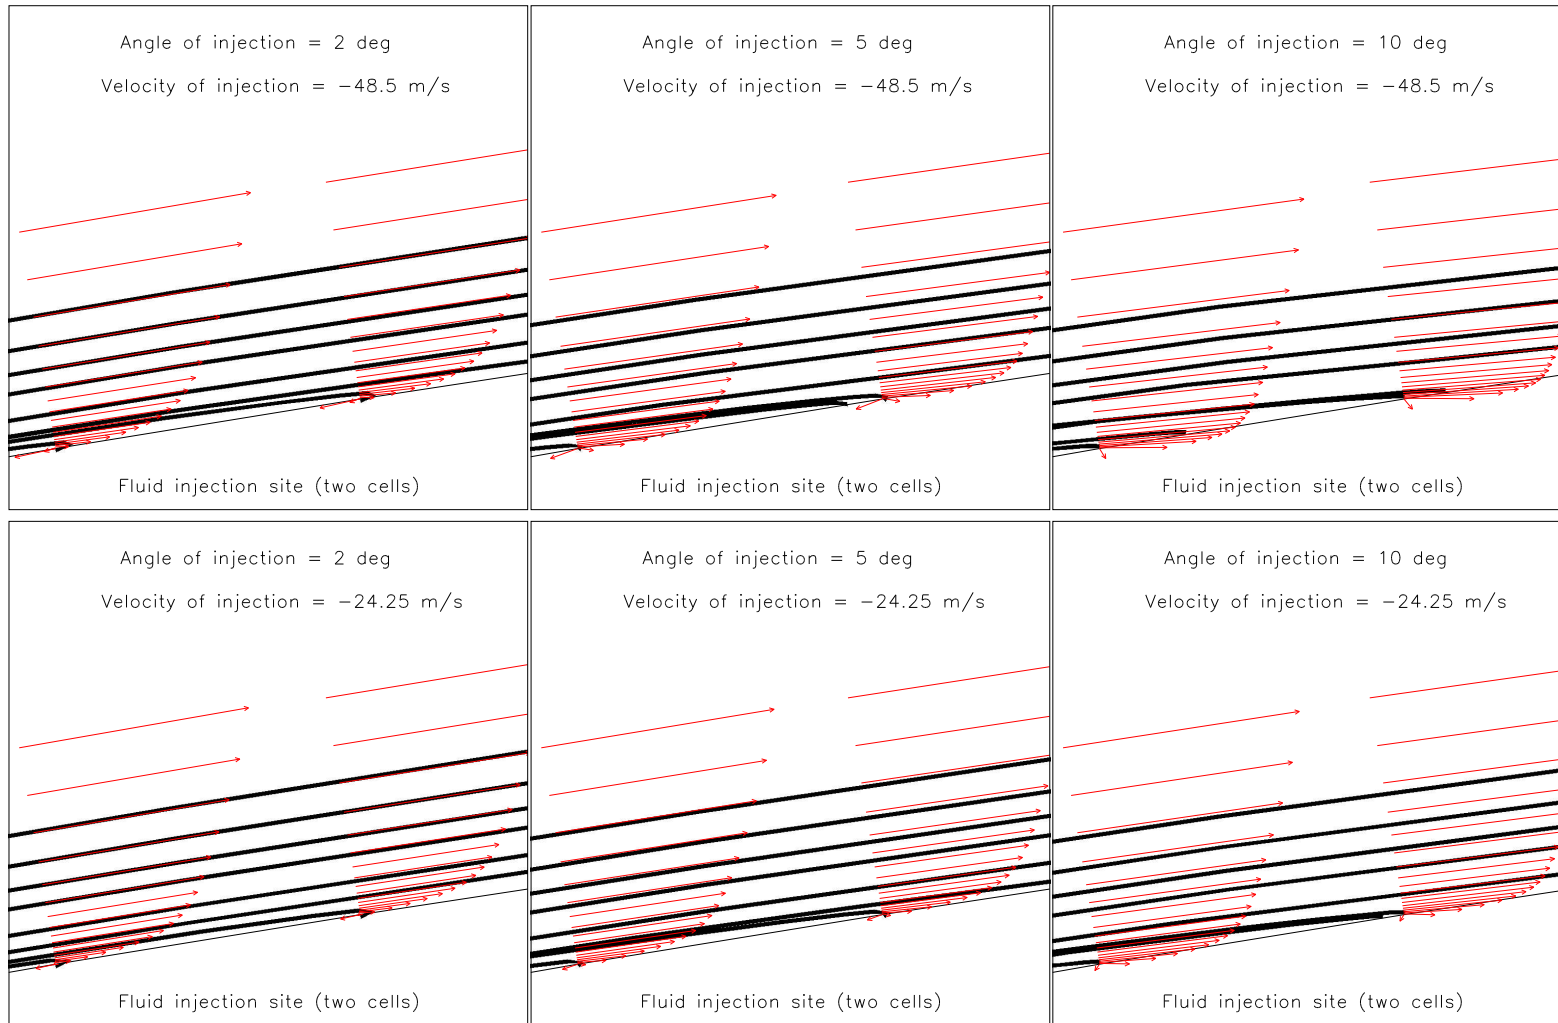 Angle of injection = 2 deg
Velocity of injection = −48.5 m/s
Fluid injection site (two cells)
Angle of injection = 5 deg
Velocity of injection = −48.5 m/s
Fluid injection site (two cells)
Angle of injection = 10 deg
Velocity of injection = −48.5 m/s
Fluid injection site (two cells)
Angle of injection = 2 deg
Velocity of injection = −24.25 m/s
Fluid injection site (two cells)
Angle of injection = 5 deg
Velocity of injection = −24.25 m/s
Fluid injection site (two cells)
Angle of injection = 10 deg
Velocity of injection = −24.25 m/s
Fluid injection site (two cells)